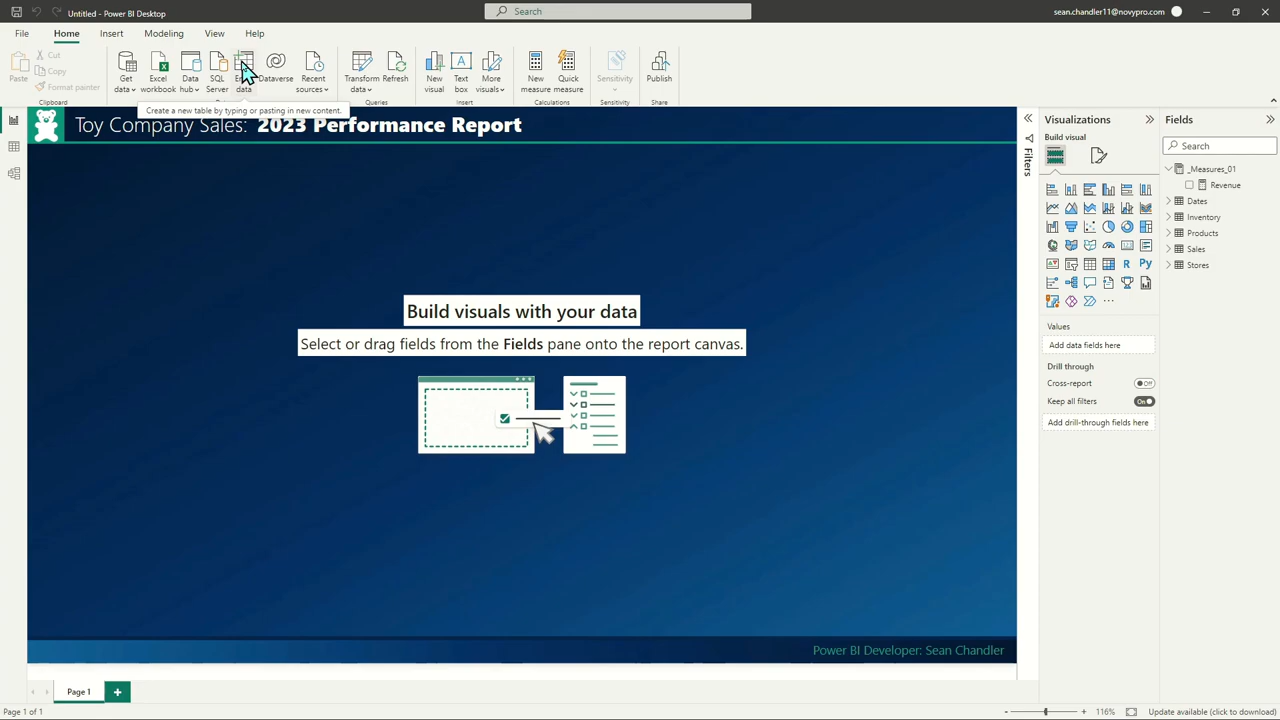 Untitled - Power BI Desktop
Search
sean.chandler11@novypro.com
File
Home
Insert
Modeling
View
Help
Paste
Cut
Copy
Format painter
Clipboard
Get data
Excel workbook
Data hub
SQL Server
data
Dataverse
Recent sources
Transform data
Refresh
Queries
New visual
Text box
More visuals
Insert
New measure
Quick measure
Calculations
Sensitivity
Sensitivity
Publish
Share
Create a new table by typing or pasting in new content.
Toy Company Sales: 2023 Performance Report
Build visuals with your data
Select or drag fields from the Fields pane onto the report canvas.
Power BI Developer: Sean Chandler
Filters
Visualizations
Build visual
R
Py
Values
Add data fields here
Drill through
Cross-report
Off
Keep all filters
On
Add drill-through fields here
Fields
Search
_Measures_01
Revenue
Dates
Inventory
Products
Sales
Stores
Page 1
Page 1 of 1
116%
Update available (click to download)